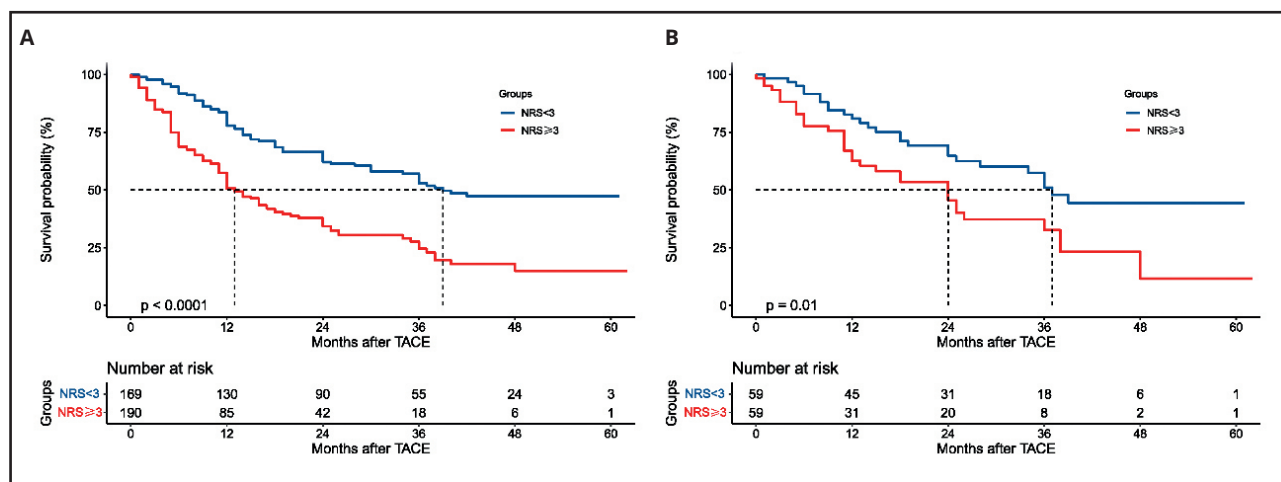 A
Survival probability (%)
100
75
50
25
0
Groups
NRS<3
NRS⩾3
p < 0.0001
0 12 24 36 48 60
Months after TACE
Number at risk
Groups
NRS<3 169 130 90 55 24 3
NRS⩾3 190 85 42 18 6 1
0 12 24 36 48 60
Months after TACE
B
Survival probability (%)
100
75
50
25
0
Groups
NRS<3
NRS⩾3
p = 0.01
0 12 24 36 48 60
Months after TACE
Number at risk
Groups
NRS<3 59 45 31 18 6 1
NRS⩾3 59 31 20 8 2 1
0 12 24 36 48 60
Months after TACE